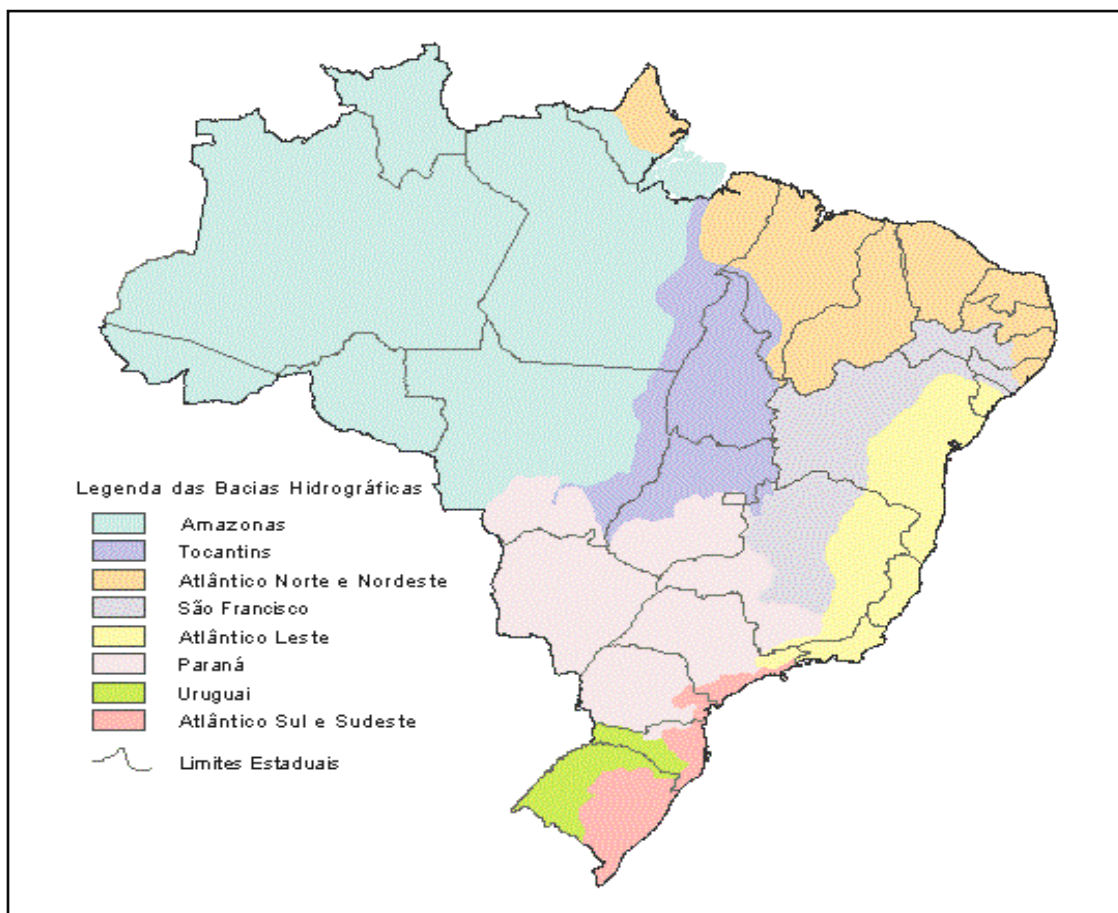 Legenda das Bacias Hidrográficas
Amazonas
Tocantins
Atlântico Norte e Nordeste
São Francisco
Atlântico Leste
Paraná
Uruguai
Atlântico Sul e Sudeste
Limites Estaduais